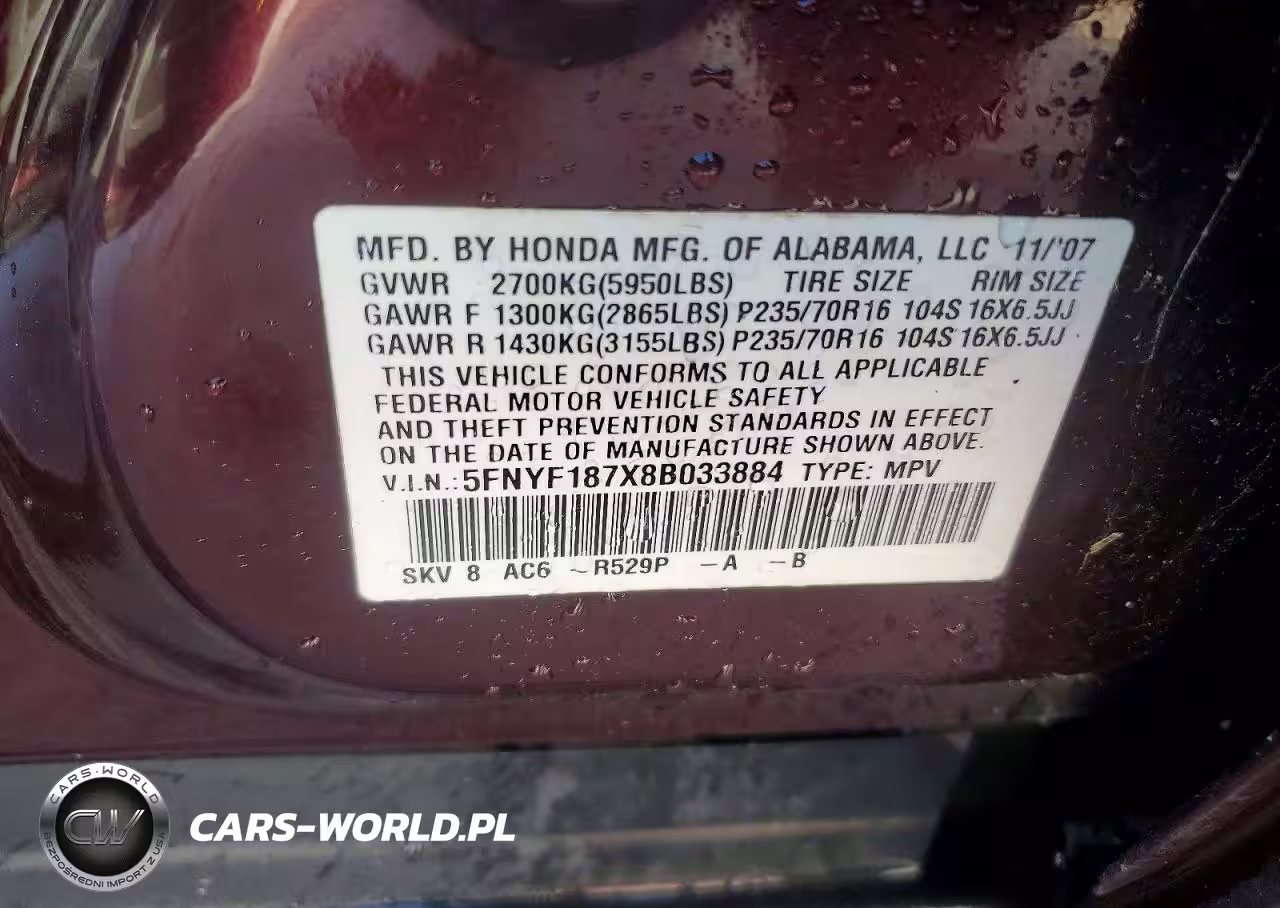 MFD. BY HONDA MFG. OF ALABAMA, LLC 11/'07
GVWR 2700KG(5950LBS) TIRE SIZE RIM SIZE
GAWR F 1300KG(2865LBS) P235/70R16 104S 16X6.5JJ
GAWR R 1430KG(3155LBS) P235/70R16 104S 16X6.5JJ
THIS VEHICLE CONFORMS TO ALL APPLICABLE
FEDERAL MOTOR VEHICLE SAFETY
AND THEFT PREVENTION STANDARDS IN EFFECT
ON THE DATE OF MANUFACTURE SHOWN ABOVE.
V.I.N.: 5FNYF187X8B033884 TYPE: MPV
SKV 8 AC6 - R529P - A - B
CARS-WORLD
CW
BEZPOŚREDNI IMPORT Z USA
CARS-WORLD.PL